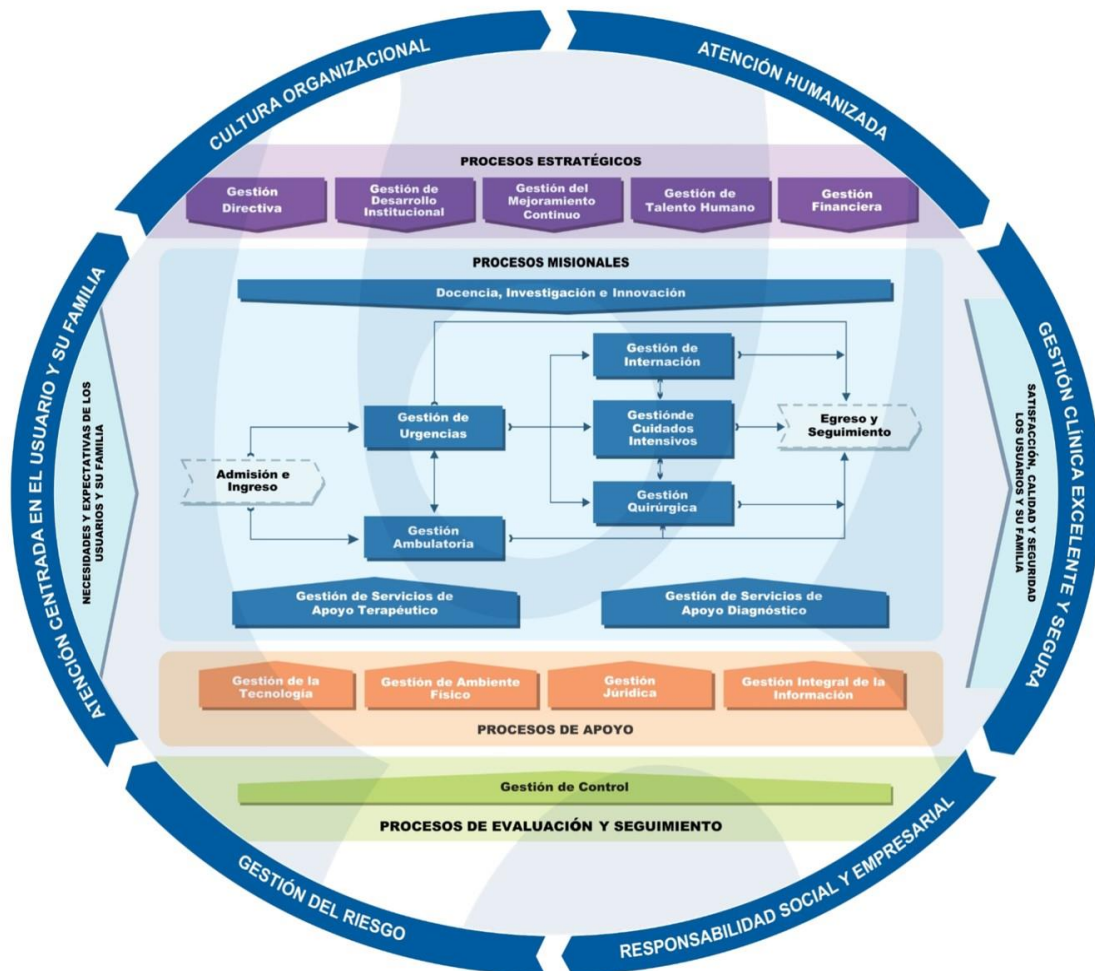 CULTURA ORGANIZACIONAL
ATENCIÓN HUMANIZADA
PROCESOS ESTRATÉGICOS
Gestión
Directiva
Gestión de
Desarrollo
Institucional
Gestión del
Mejoramiento
Continuo
Gestión de
Talento Humano
Gestión
Financiera
ATENCIÓN CENTRADA EN EL USUARIO Y SU FAMILIA
NECESIDADES Y EXPECTATIVAS DE LOS
USUARIOS Y SU FAMILIA
PROCESOS MISIONALES
Docencia, Investigación e Innovación
Admisión e
Ingreso
Gestión de
Urgencias
Gestión
Ambulatoria
Gestión de
Internación
Gestiónde
Cuidados
Intensivos
Gestión
Quirúrgica
Egreso y
Seguimiento
Gestión de Servicios de
Apoyo Terapéutico
Gestión de Servicios de
Apoyo Diagnóstico
SATISFACCIÓN, CALIDAD Y SEGURIDAD
LOS USUARIOS Y SU FAMILIA
GESTIÓN CLÍNICA EXCELENTE Y SEGURA
Gestión de la
Tecnología
Gestión de Ambiente
Físico
Gestión
Júridica
Gestión Integral de la
Información
PROCESOS DE APOYO
Gestión de Control
PROCESOS DE EVALUACIÓN Y SEGUIMIENTO
GESTIÓN DEL RIESGO
RESPONSABILIDAD SOCIAL Y EMPRESARIAL